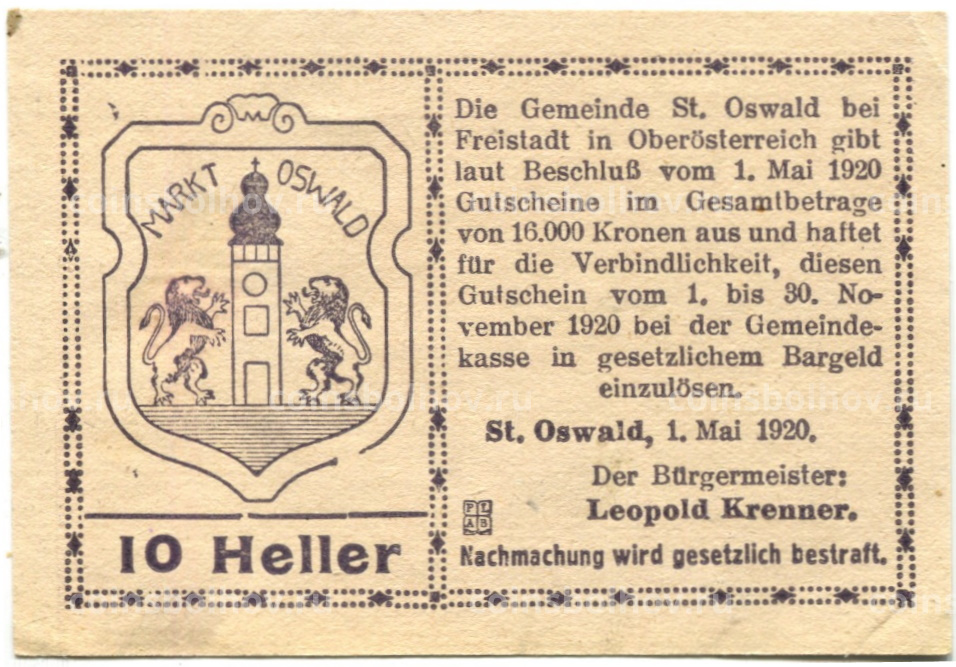 MARKT OSWALD
10 Heller
Die Gemeinde St. Oswald bei
Freistadt in Oberösterreich gibt
laut Beschluß vom 1. Mai 1920
Gutscheine im Gesamtbetrage
von 16.000 Kronen aus und haftet
für die Verbindlichkeit, diesen
Gutschein vom 1. bis 30. No-
vember 1920 bei der Gemeinde-
kasse in gesetzlichem Bargeld
einzulösen.
St. Oswald, 1. Mai 1920.
Der Bürgermeister:
Leopold Krenner.
Nachmachung wird gesetzlich bestraft.